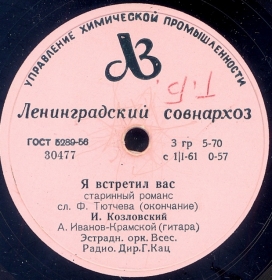 УПРАВЛЕНИЕ ХИМИЧЕСКОЙ ПРОМЫШЛЕННОСТИ
ЛЗ
Т.Б.
Ленинградский совнархоз
ГОСТ 5289-56 3 гр 5-70
30477 с 1|I-61 0-57
Я встретил вас
старинный романс
сл. Ф. Тютчева (окончание)
И. Козловский
А. Иванов-Крамской (гитара)
Эстрадн. орк. Всес.
Радио. Дир. Г. Кац